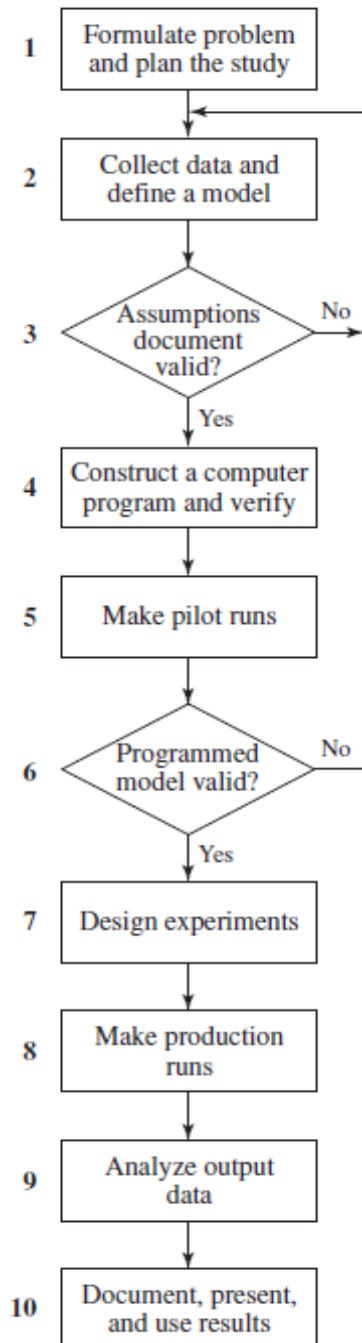 1
Formulate problem
and plan the study
2
Collect data and
define a model
3
Assumptions
document
valid?
No
Yes
4
Construct a computer
program and verify
5
Make pilot runs
6
Programmed
model valid?
No
Yes
7
Design experiments
8
Make production
runs
9
Analyze output
data
10
Document, present,
and use results